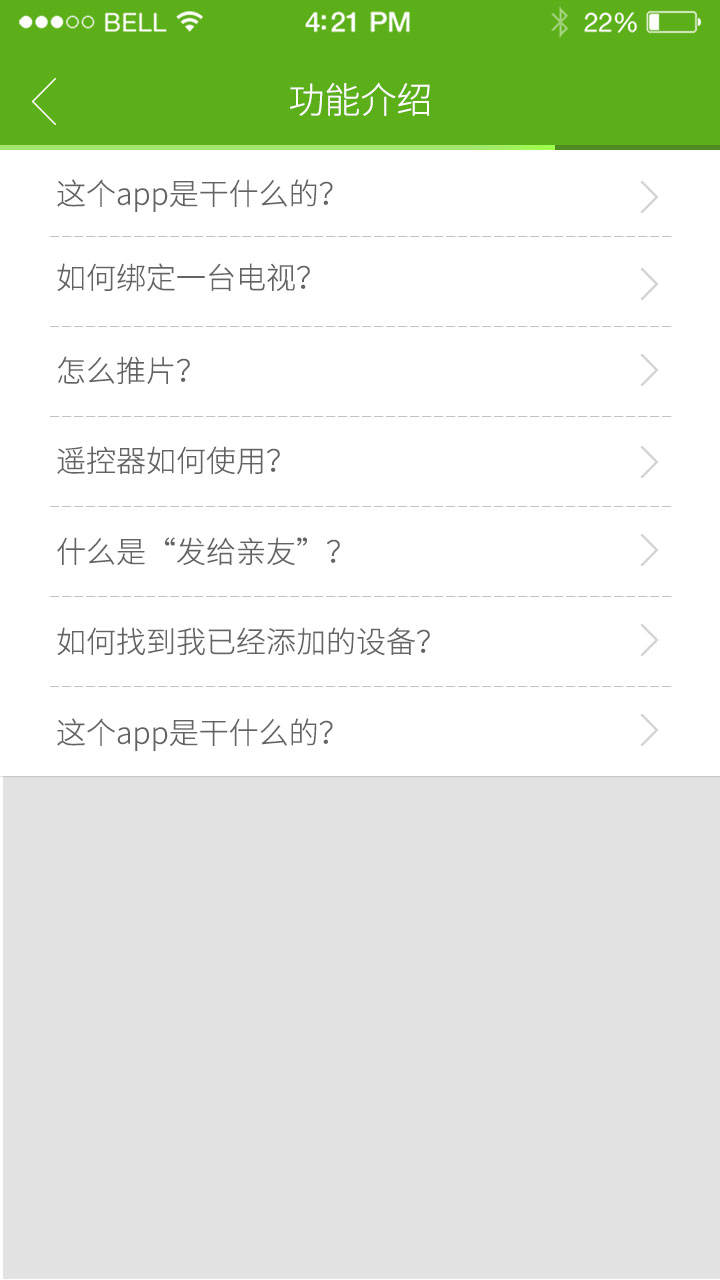 BELL 4:21 PM 22%
功能介绍
这个app是干什么的?
如何绑定一台电视?
怎么推片?
遥控器如何使用?
什么是“发给亲友”?
如何找到我已经添加的设备?
这个app是干什么的?